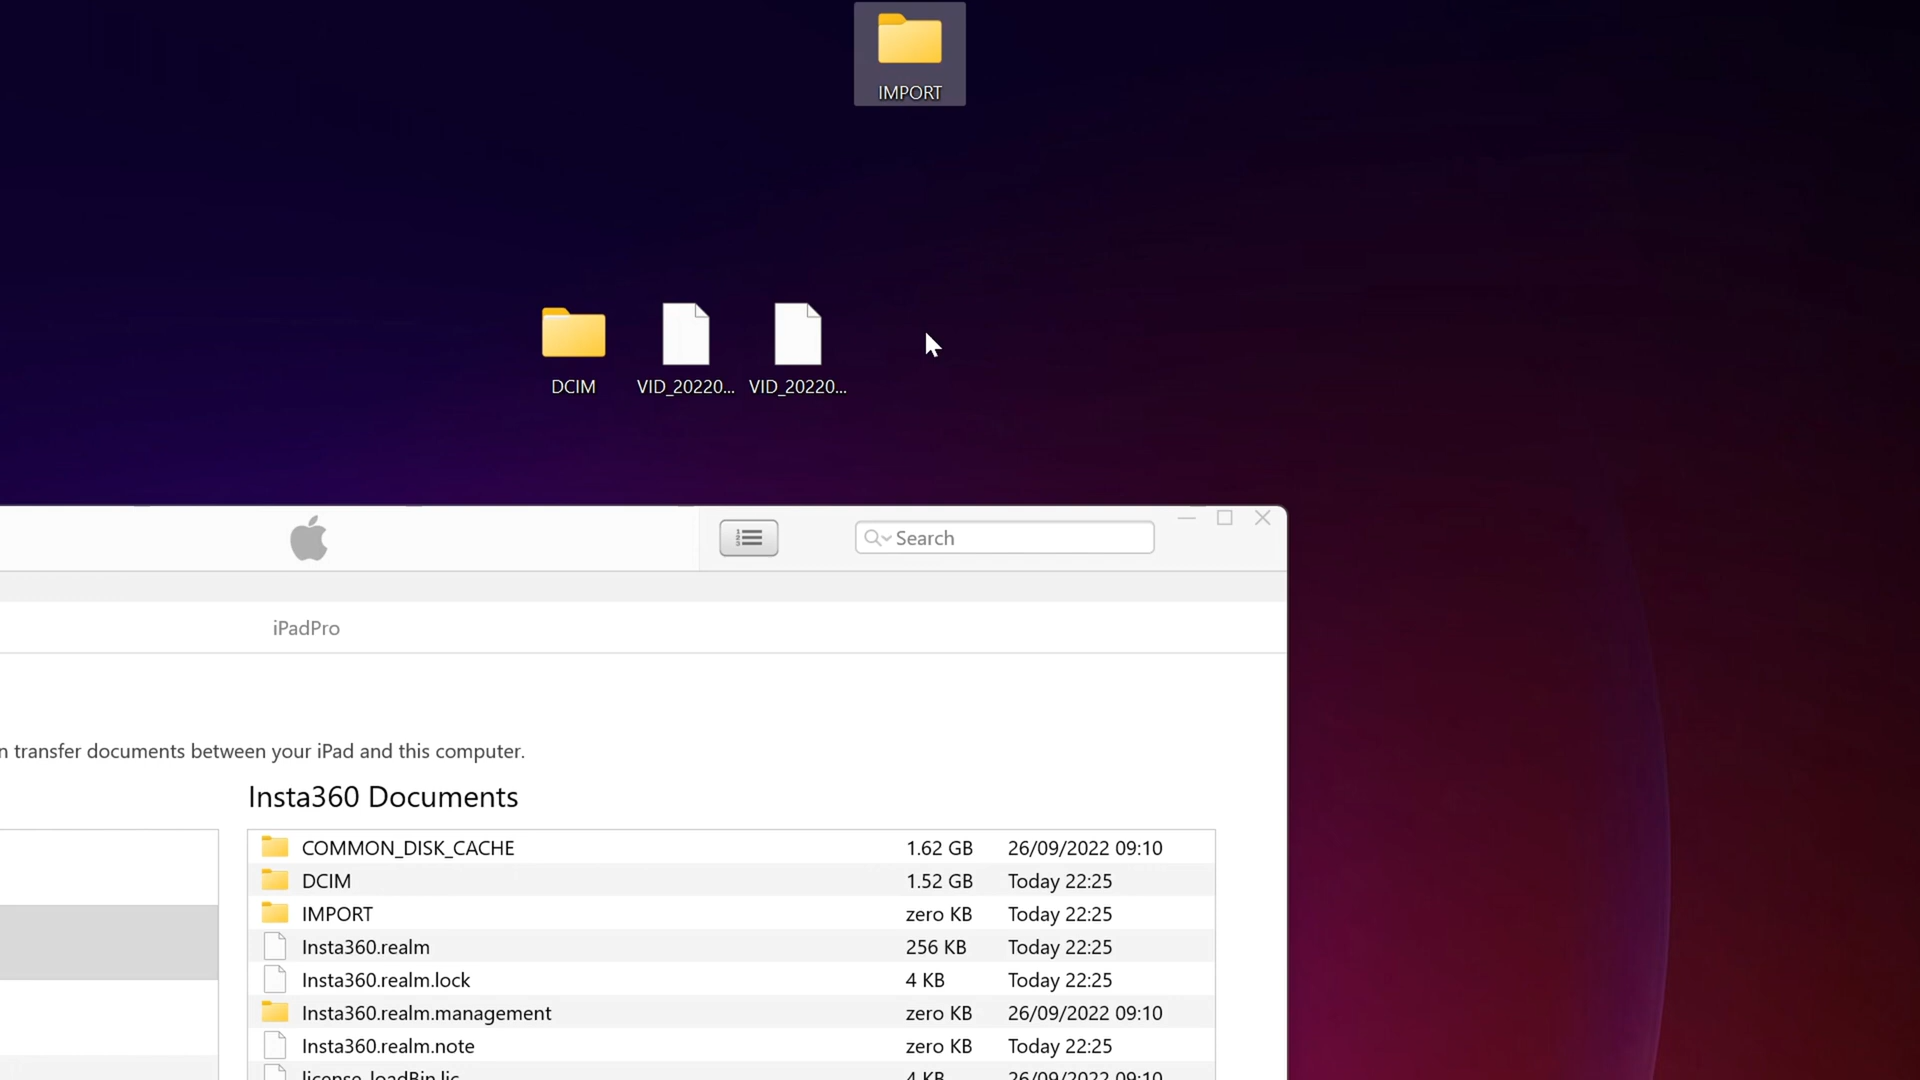 IMPORT
DCIM
VID_20220...
VID_20220...
Search
iPadPro
n transfer documents between your iPad and this computer.
Insta360 Documents
COMMON_DISK_CACHE 1.62 GB 26/09/2022 09:10
DCIM 1.52 GB Today 22:25
IMPORT zero KB Today 22:25
Insta360.realm 256 KB Today 22:25
Insta360.realm.lock 4 KB Today 22:25
Insta360.realm.management zero KB 26/09/2022 09:10
Insta360.realm.note zero KB Today 22:25
license_loadBin.lic 4 KB 26/09/2022 09:10